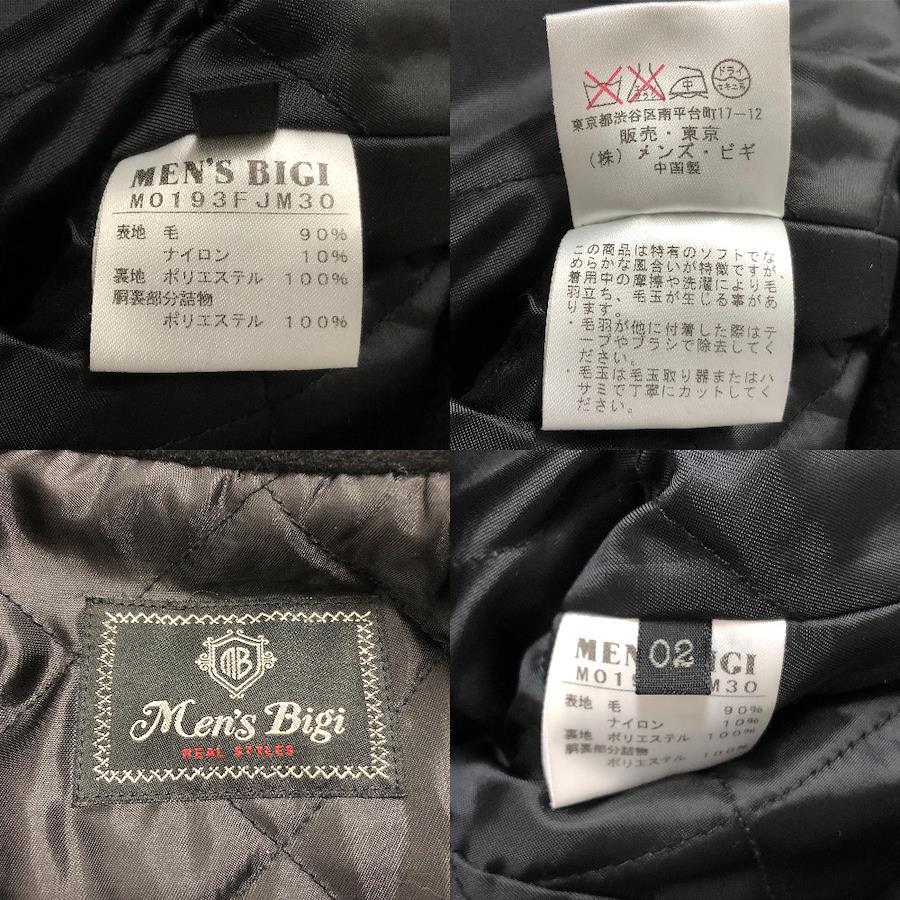 MEN'S BIGI
M0193FJM30
表地 毛 90%
ナイロン 10%
裏地 ポリエステル 100%
胴裏部分詰物
ポリエステル 100%
中
ドライ
セキユ系
東京都渋谷区南平台町17-12
販売・東京
(株) メンズ・ビギ
中国製
この商品は特有のソフトでな
めらかな風合いが特徴ですが、
着用中の摩擦や洗濯により毛
羽立ち、毛玉が生じる事があ
ります。
・毛羽が他に付着した際はテ
ープやブラシで除去してく
ださい。
・毛玉は毛玉取り器またはハ
サミで丁寧にカットしてく
ださい。
MB
Men's Bigi
REAL STYLES
02
MEN BIGI
M019 M30
表地 毛 90%
ナイロン 10%
裏地 ポリエステル 100%
胴裏部分詰物
ポリエステル 100%